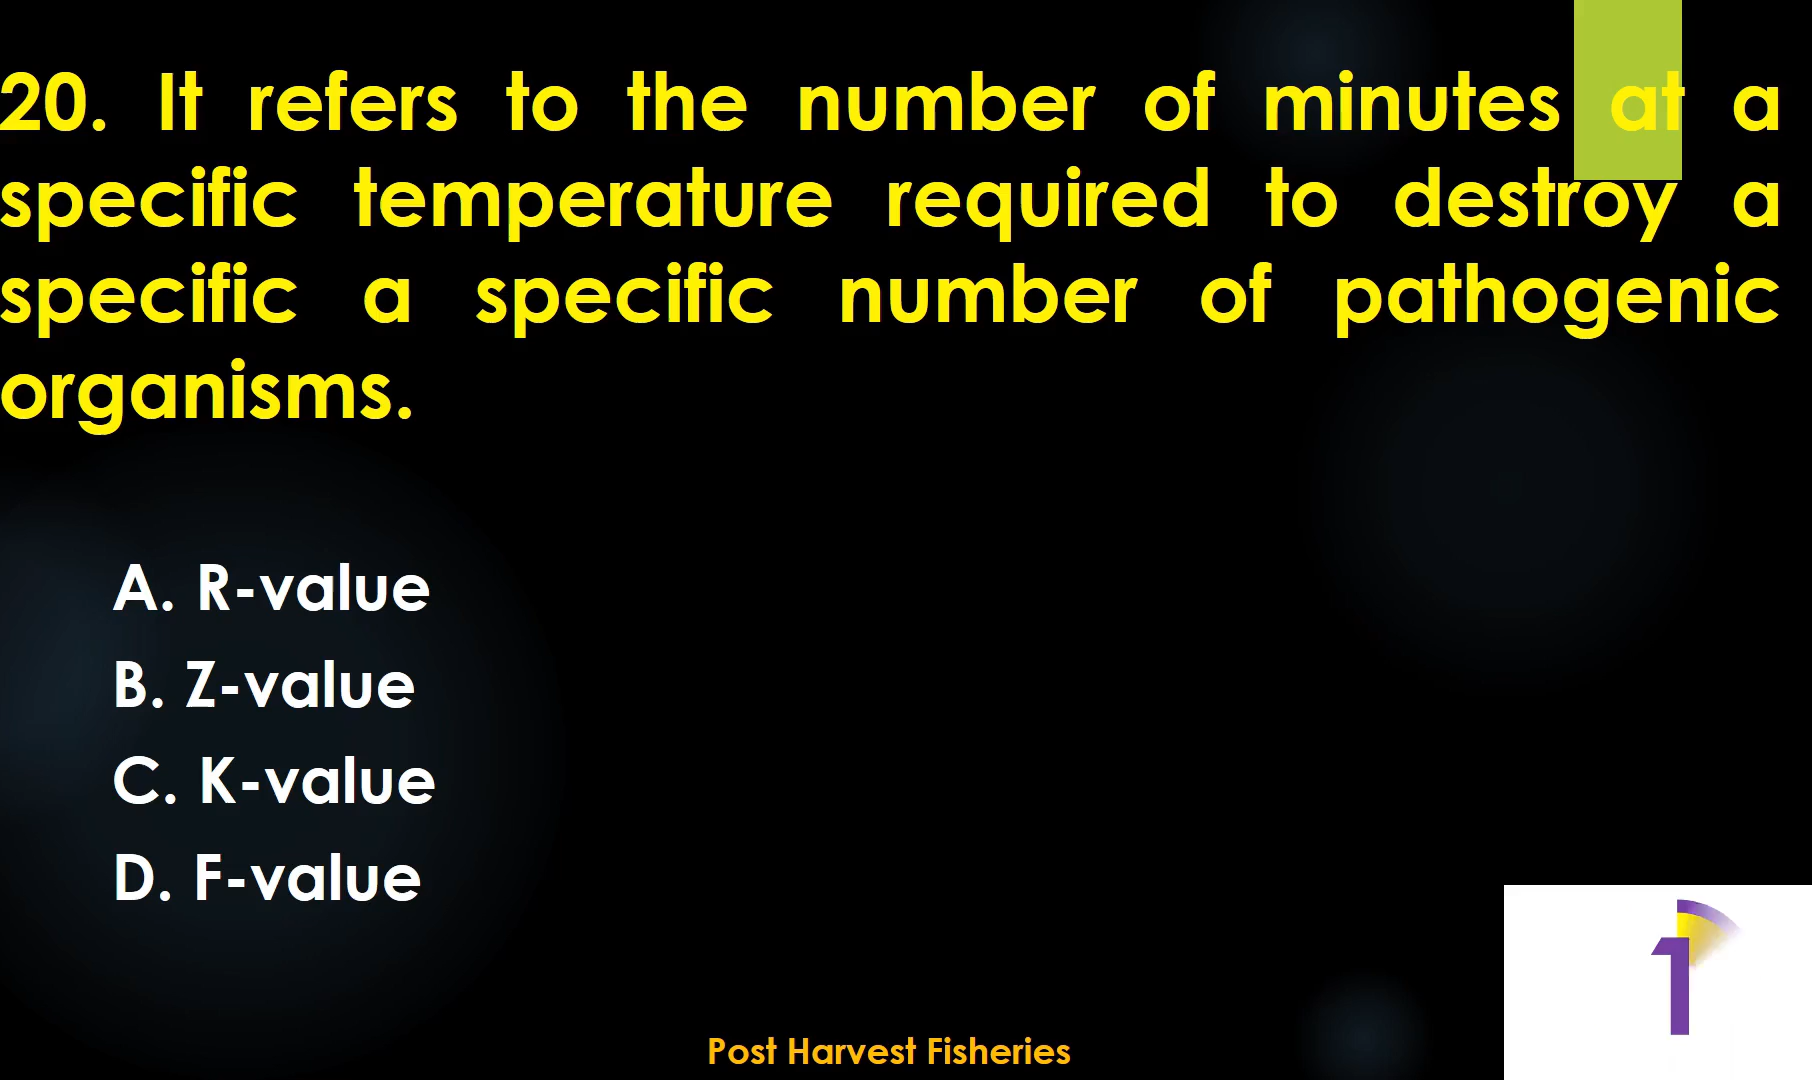 20. It refers to the number of minutes at a
specific temperature required to destroy a
specific a specific number of pathogenic
organisms.
A. R-value
B. Z-value
C. K-value
D. F-value
1
Post Harvest Fisheries